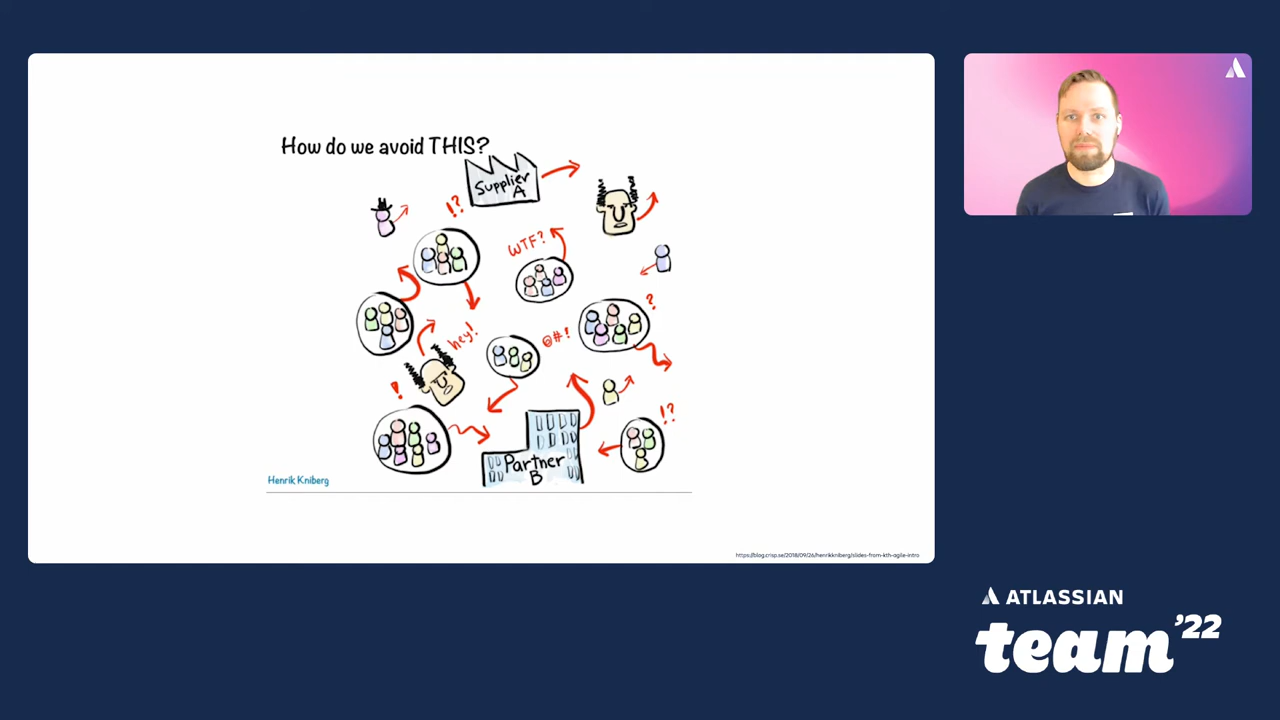 How do we avoid THIS?
Supplier
A
!?
WTF?
?
hey!
@#!
!
!?
Partner
B
Henrik Kniberg
https://blog.crisp.se/2018/09/26/henrikkniberg/slides-from-kth-agile-intro
ATLASSIAN
team '22